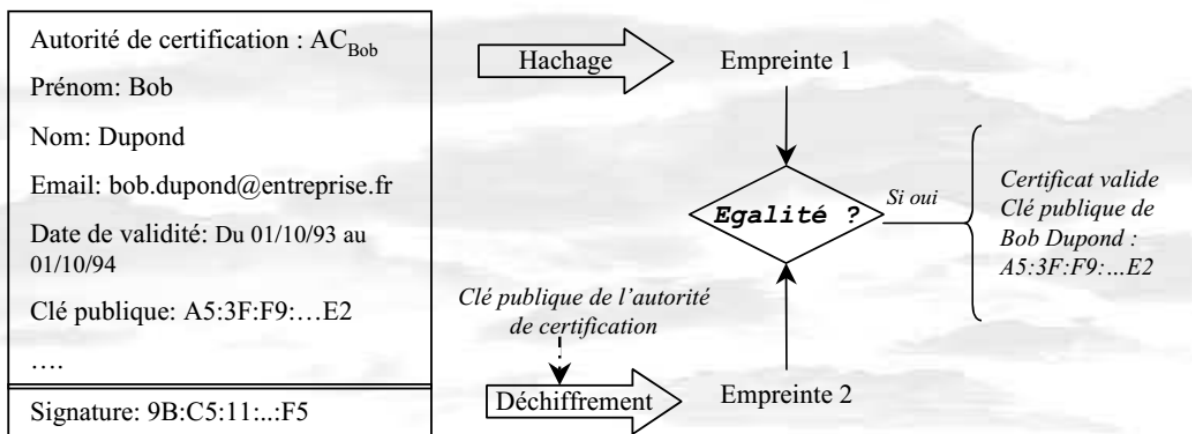 Autorité de certification : AC_Bob
Prénom: Bob
Nom: Dupond
Email: bob.dupond@entreprise.fr
Date de validité: Du 01/10/93 au
01/10/94
Clé publique: A5:3F:F9:…E2
….
Signature: 9B:C5:11:..:F5
Hachage
Empreinte 1
Egalité ?
Si oui
Certificat valide
Clé publique de
Bob Dupond :
A5:3F:F9:…E2
Clé publique de l’autorité
de certification
Déchiffrement
Empreinte 2